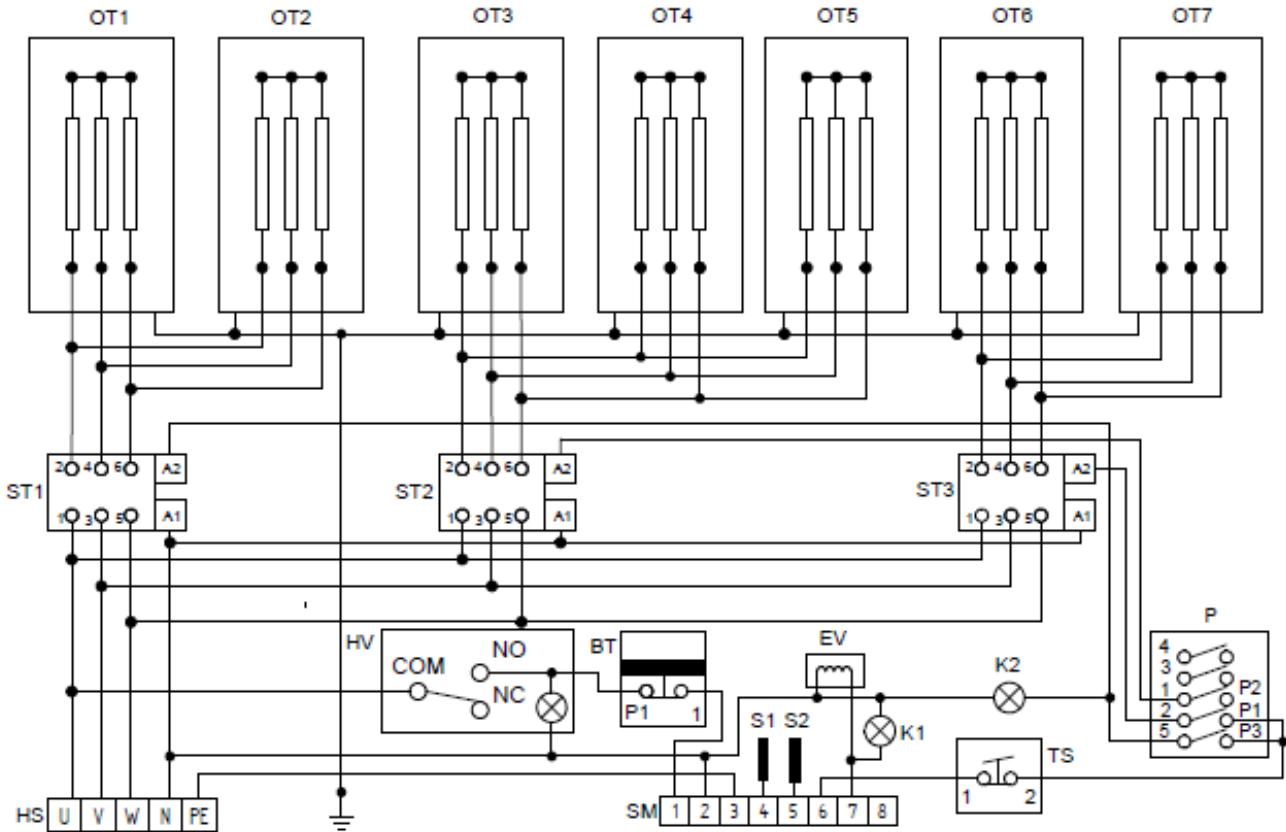 OT1 OT2 OT3 OT4 OT5 OT6 OT7
2 4 6 A2 2 4 6 A2 2 4 6 A2
ST1 ST2 ST3
1 3 5 A1 1 3 5 A1 1 3 5 A1
HV COM NO NC
BT P1 1
EV
K2
K1
S1 S2
P
4
3
1 P2
2 P1
5 P3
TS
1 2
HS U V W N PE
SM 1 2 3 4 5 6 7 8